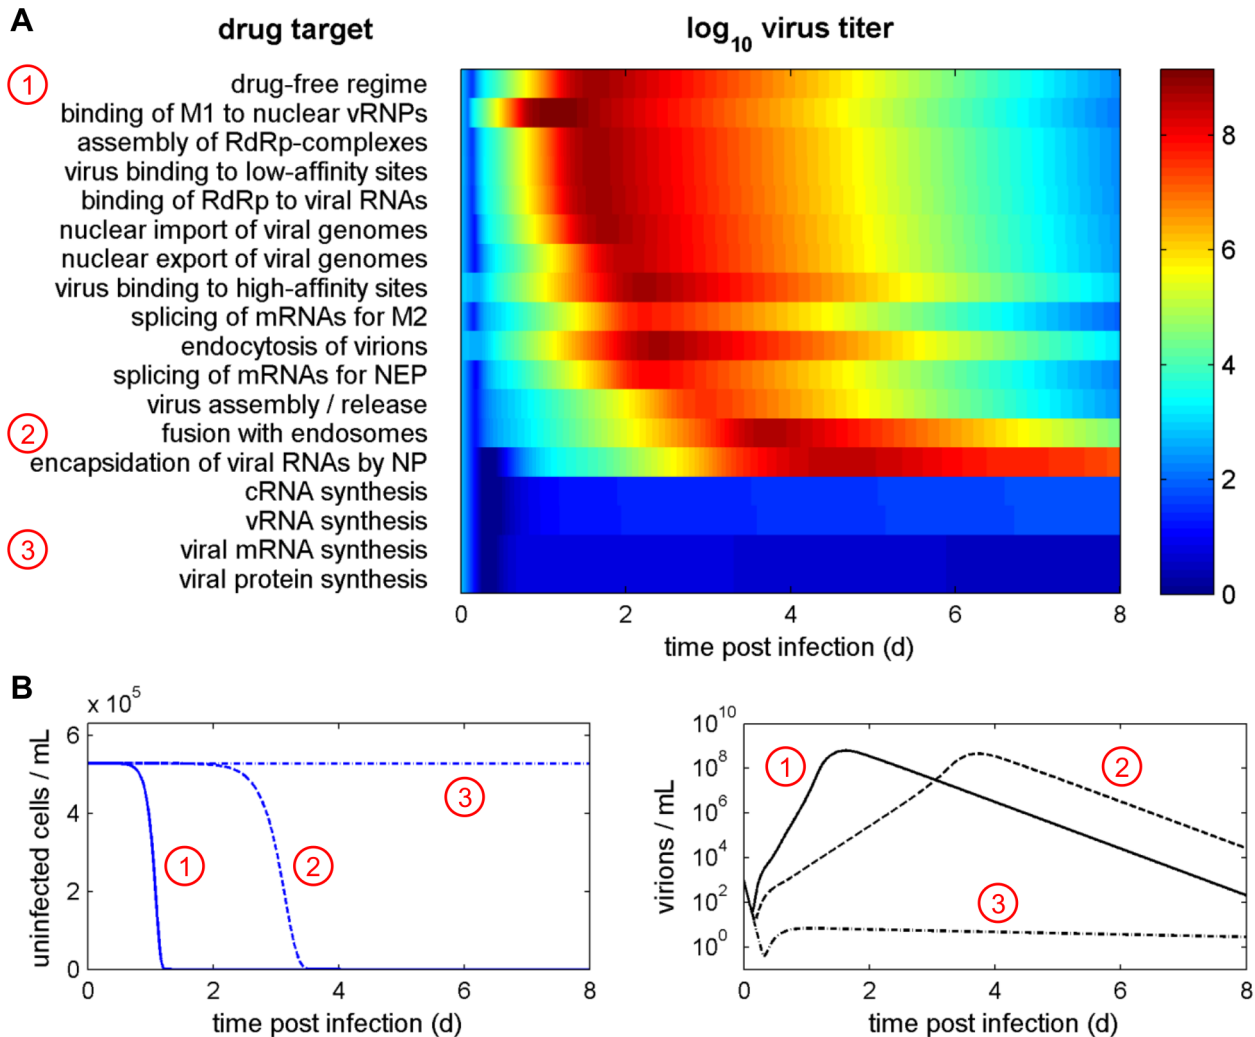 A
drug target
log10 virus titer
1
drug-free regime
binding of M1 to nuclear vRNPs
assembly of RdRp-complexes
virus binding to low-affinity sites
binding of RdRp to viral RNAs
nuclear import of viral genomes
nuclear export of viral genomes
virus binding to high-affinity sites
splicing of mRNAs for M2
endocytosis of virions
splicing of mRNAs for NEP
virus assembly / release
2
fusion with endosomes
encapsidation of viral RNAs by NP
cRNA synthesis
vRNA synthesis
3
viral mRNA synthesis
viral protein synthesis
0 2 4 6 8
time post infection (d)
8
6
4
2
0
B
x 10^5
uninfected cells / mL
6
4
2
0
1
2
3
0 2 4 6 8
time post infection (d)
virions / mL
10^10
10^8
10^6
10^4
10^2
10^0
1
2
3
0 2 4 6 8
time post infection (d)